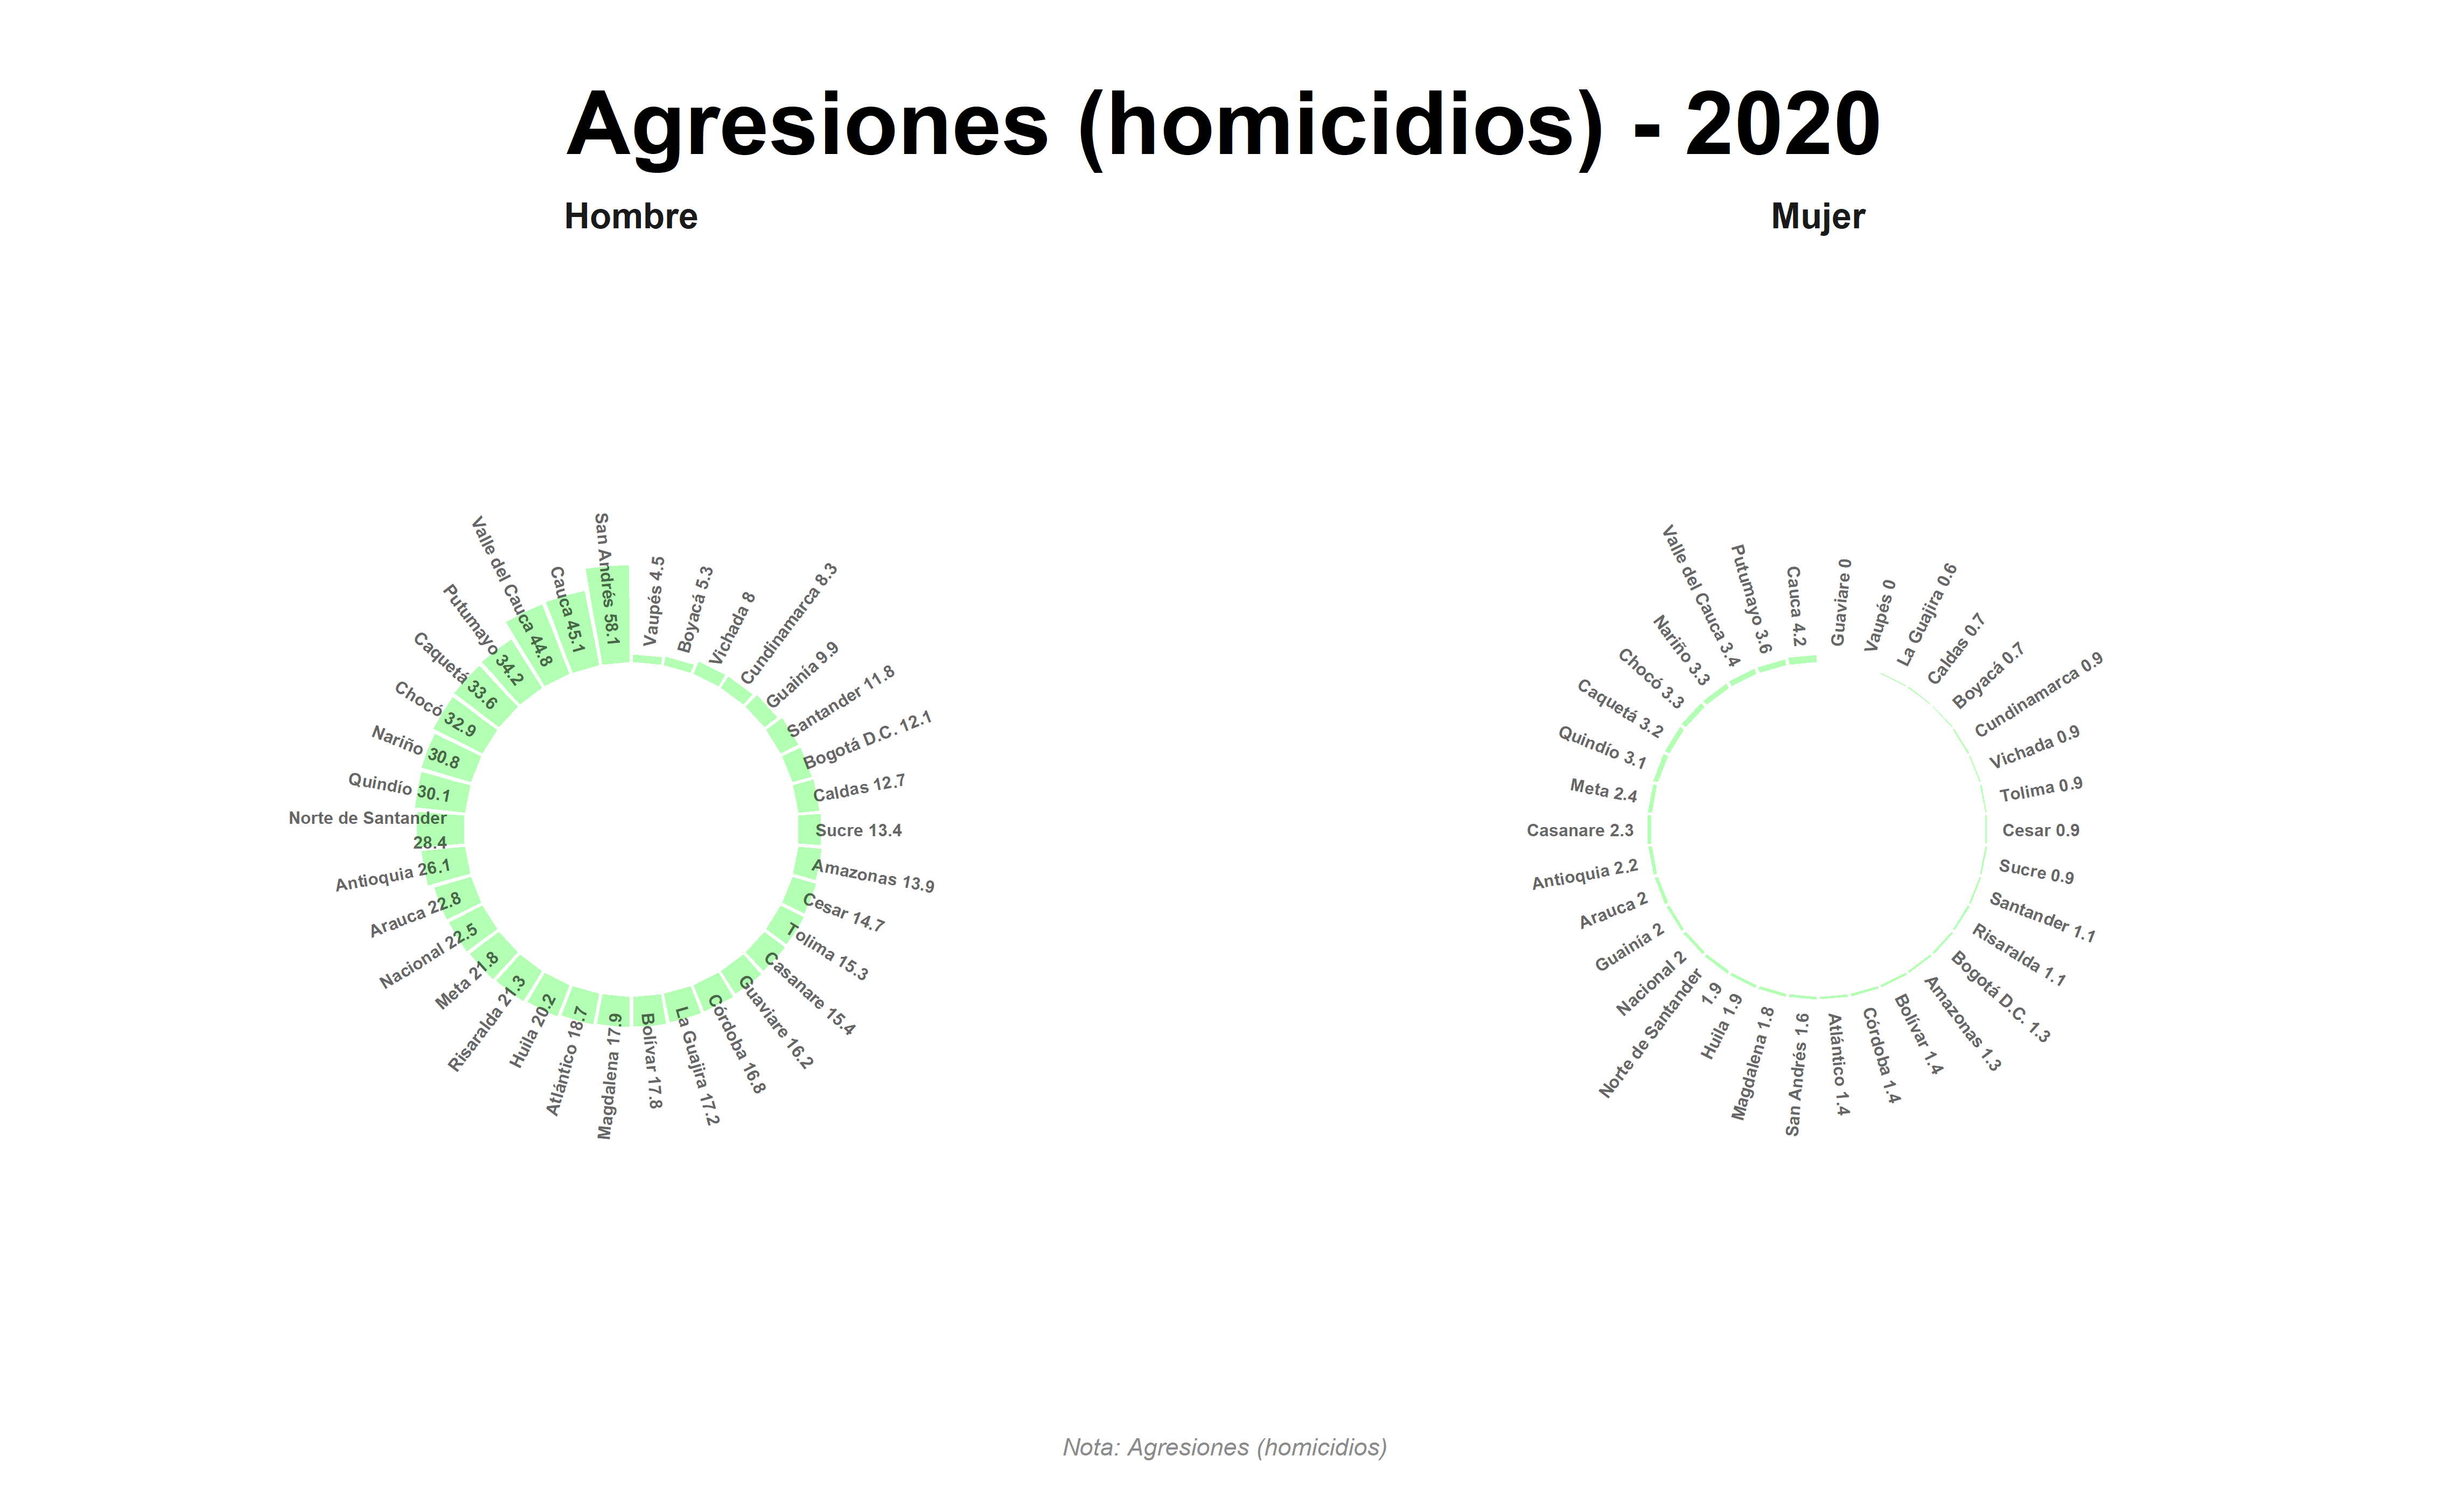 Agresiones (homicidios) - 2020
Hombre
Vaupés 4.5
Boyacá 5.3
Vichada 8
Cundinamarca 8.3
Guainía 9.9
Santander 11.8
Bogotá D.C. 12.1
Caldas 12.7
Sucre 13.4
Amazonas 13.9
Cesar 14.7
Tolima 15.3
Casanare 15.4
Guaviare 16.2
Córdoba 16.8
La Guajira 17.2
Bolívar 17.8
Magdalena 17.9
Atlántico 18.7
Huila 20.2
Risaralda 21.3
Meta 21.8
Nacional 22.5
Arauca 22.8
Antioquia 26.1
Norte de Santander
28.4
Quindío 30.1
Nariño 30.8
Chocó 32.9
Caquetá 33.6
Putumayo 34.2
Valle del Cauca 44.8
Cauca 45.1
San Andrés 58.1
Mujer
Guaviare 0
Vaupés 0
La Guajira 0.6
Caldas 0.7
Boyacá 0.7
Cundinamarca 0.9
Vichada 0.9
Tolima 0.9
Cesar 0.9
Sucre 0.9
Santander 1.1
Risaralda 1.1
Bogotá D.C. 1.3
Amazonas 1.3
Bolívar 1.4
Córdoba 1.4
Atlántico 1.4
San Andrés 1.6
Magdalena 1.8
Huila 1.9
Norte de Santander
1.9
Nacional 2
Guainía 2
Arauca 2
Antioquia 2.2
Casanare 2.3
Meta 2.4
Quindío 3.1
Caquetá 3.2
Chocó 3.3
Nariño 3.3
Valle del Cauca 3.4
Putumayo 3.6
Cauca 4.2
Nota: Agresiones (homicidios)